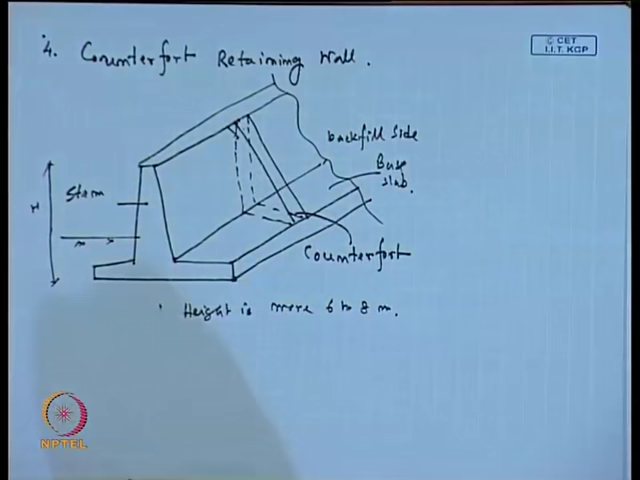 4. Counterfort Retaining Wall.
© CET
I.I.T. KGP
backfill side
Base slab.
Stem
H
Counterfort
Height is more 6 to 8 m.
NPTEL